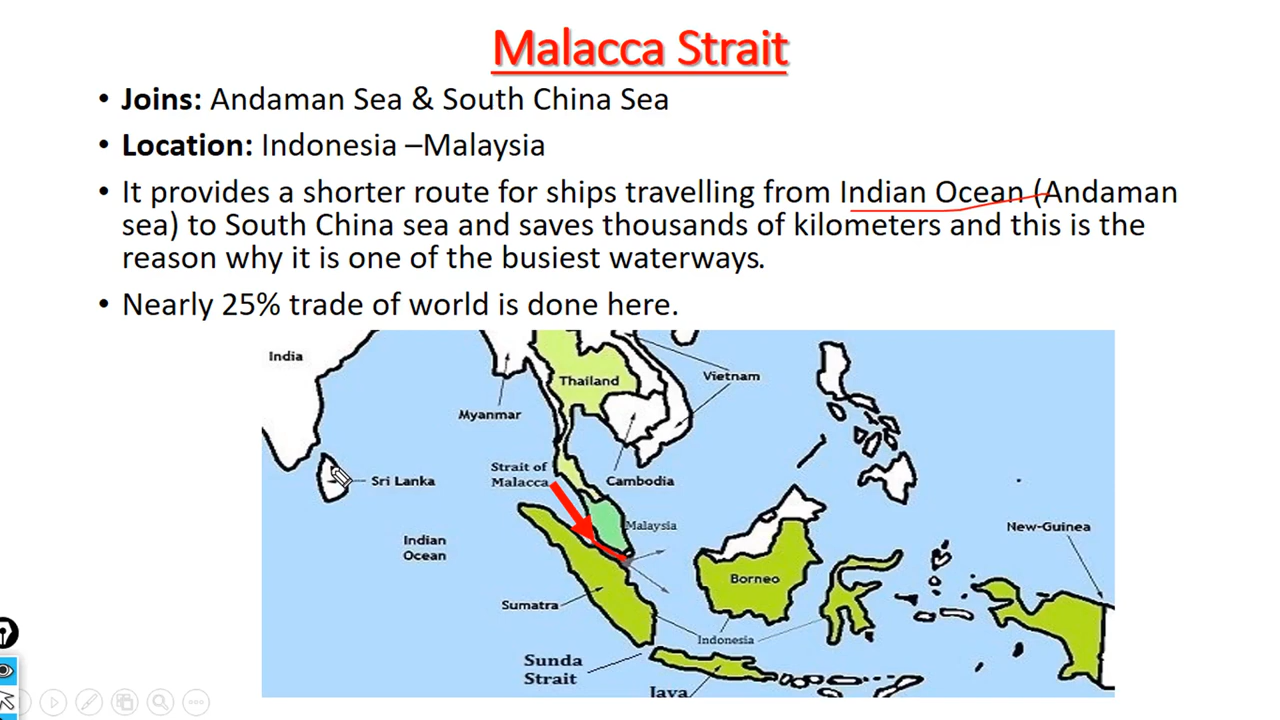 Malacca Strait
• Joins: Andaman Sea & South China Sea
• Location: Indonesia –Malaysia
• It provides a shorter route for ships travelling from Indian Ocean (Andaman
sea) to South China sea and saves thousands of kilometers and this is the
reason why it is one of the busiest waterways.
• Nearly 25% trade of world is done here.
India
Thailand
Vietnam
Myanmar
Strait of
Malacca
Cambodia
Sri Lanka
Malaysia
New-Guinea
Indian
Ocean
Borneo
Sumatra
Indonesia
Sunda
Strait
Java